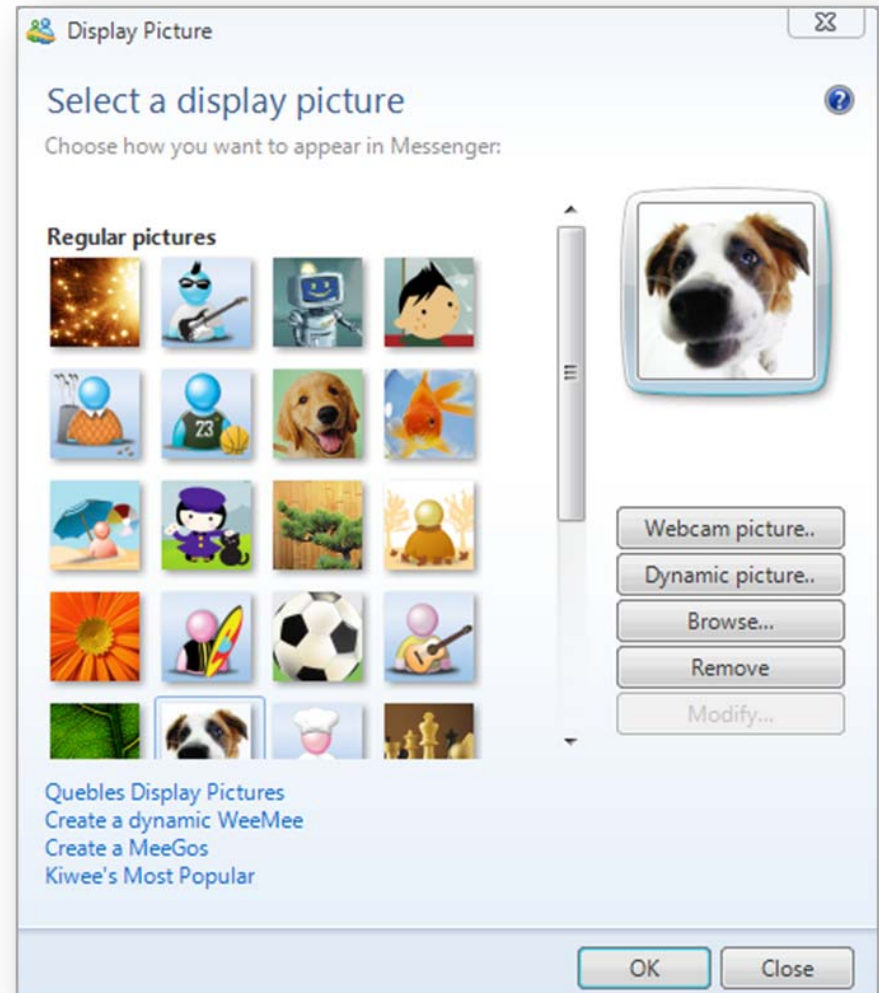 Display Picture
Select a display picture
Choose how you want to appear in Messenger:
Regular pictures
23
Webcam picture..
Dynamic picture..
Browse...
Remove
Modify...
Quebles Display Pictures
Create a dynamic WeeMee
Create a MeeGos
Kiwee's Most Popular
OK
Close